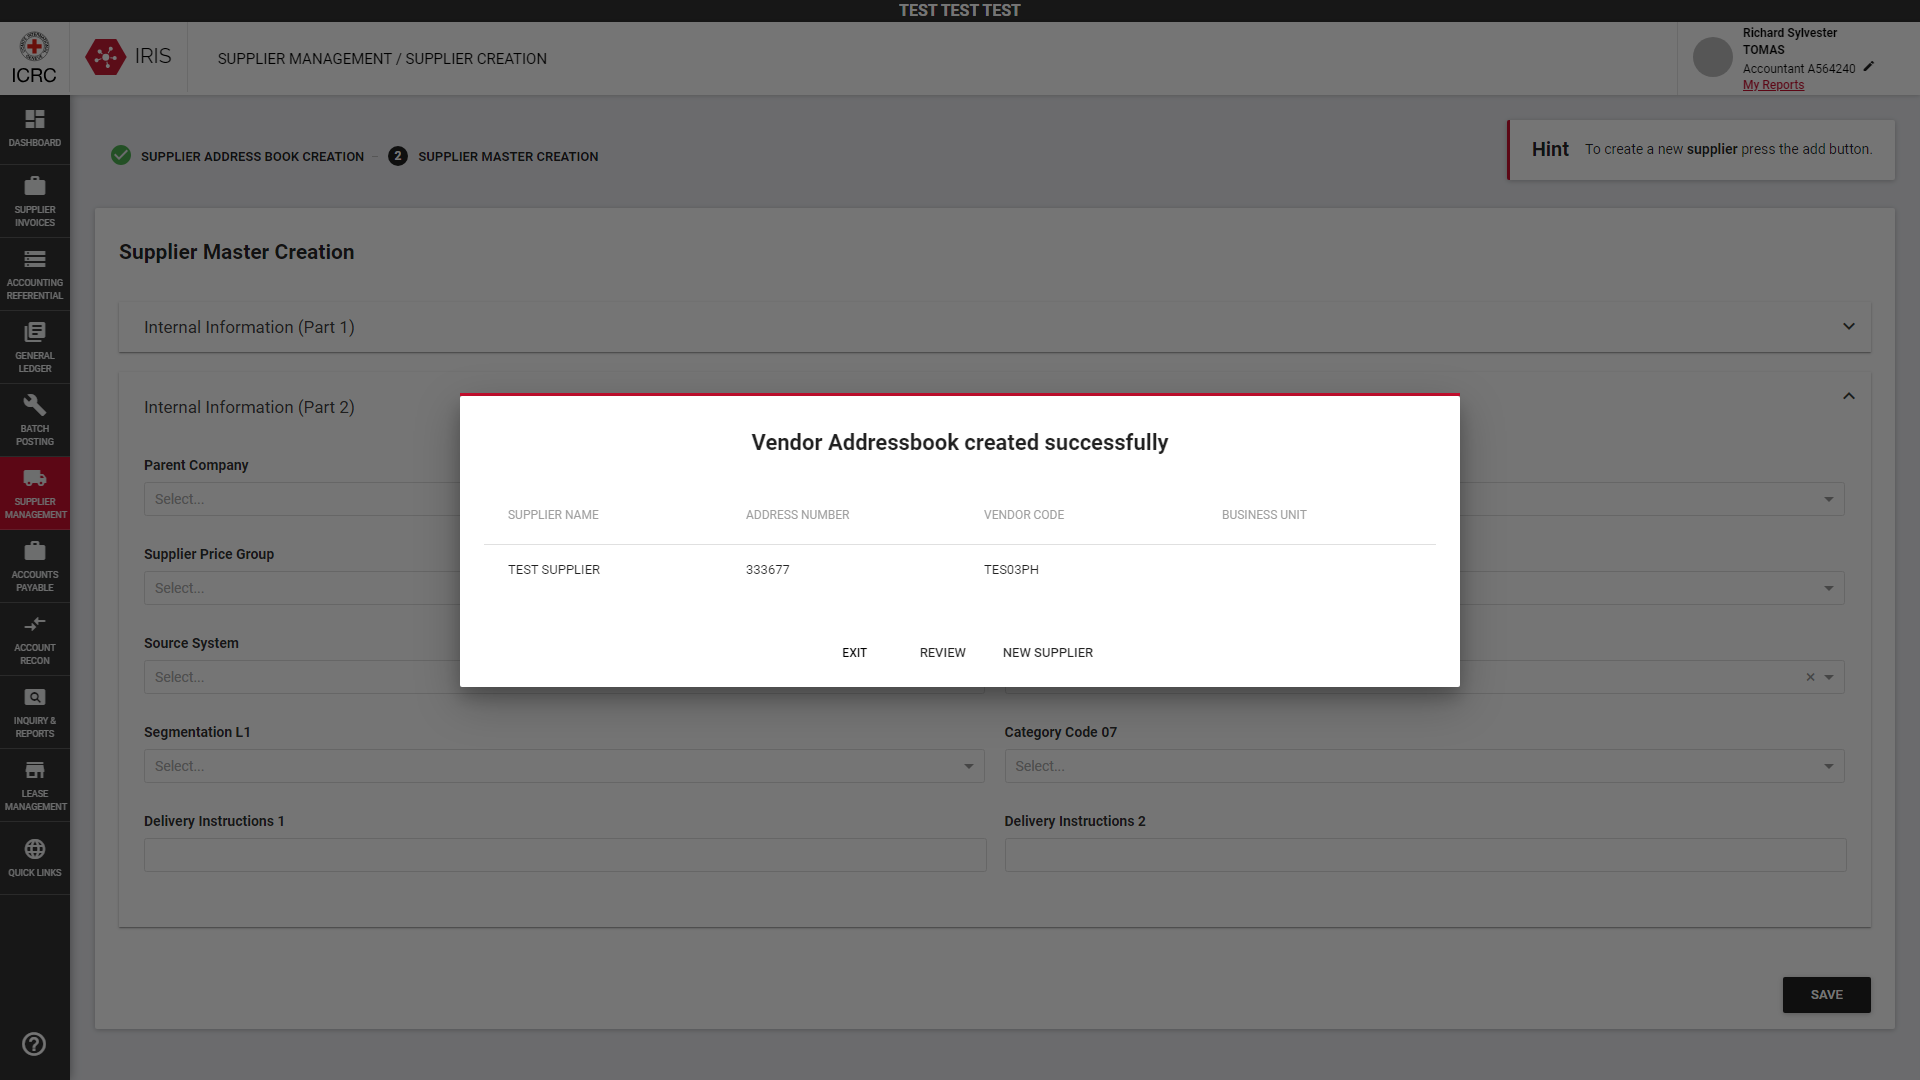 TEST TEST TEST
ICRC
IRIS
SUPPLIER MANAGEMENT / SUPPLIER CREATION
Richard Sylvester
TOMAS
Accountant A564240
My Reports
DASHBOARD
SUPPLIER
INVOICES
ACCOUNTING
REFERENTIAL
GENERAL
LEDGER
BATCH
POSTING
SUPPLIER
MANAGEMENT
ACCOUNTS
PAYABLE
ACCOUNT
RECON
INQUIRY &
REPORTS
LEASE
MANAGEMENT
QUICK LINKS
SUPPLIER ADDRESS BOOK CREATION
2 SUPPLIER MASTER CREATION
Hint To create a new supplier press the add button.
Supplier Master Creation
Internal Information (Part 1)
Internal Information (Part 2)
Parent Company
Select...
Supplier Price Group
Select...
Source System
Select...
Segmentation L1
Select...
Category Code 07
Select...
Delivery Instructions 1
Delivery Instructions 2
SAVE
Vendor Addressbook created successfully
SUPPLIER NAME ADDRESS NUMBER VENDOR CODE BUSINESS UNIT
TEST SUPPLIER 333677 TES03PH
EXIT REVIEW NEW SUPPLIER